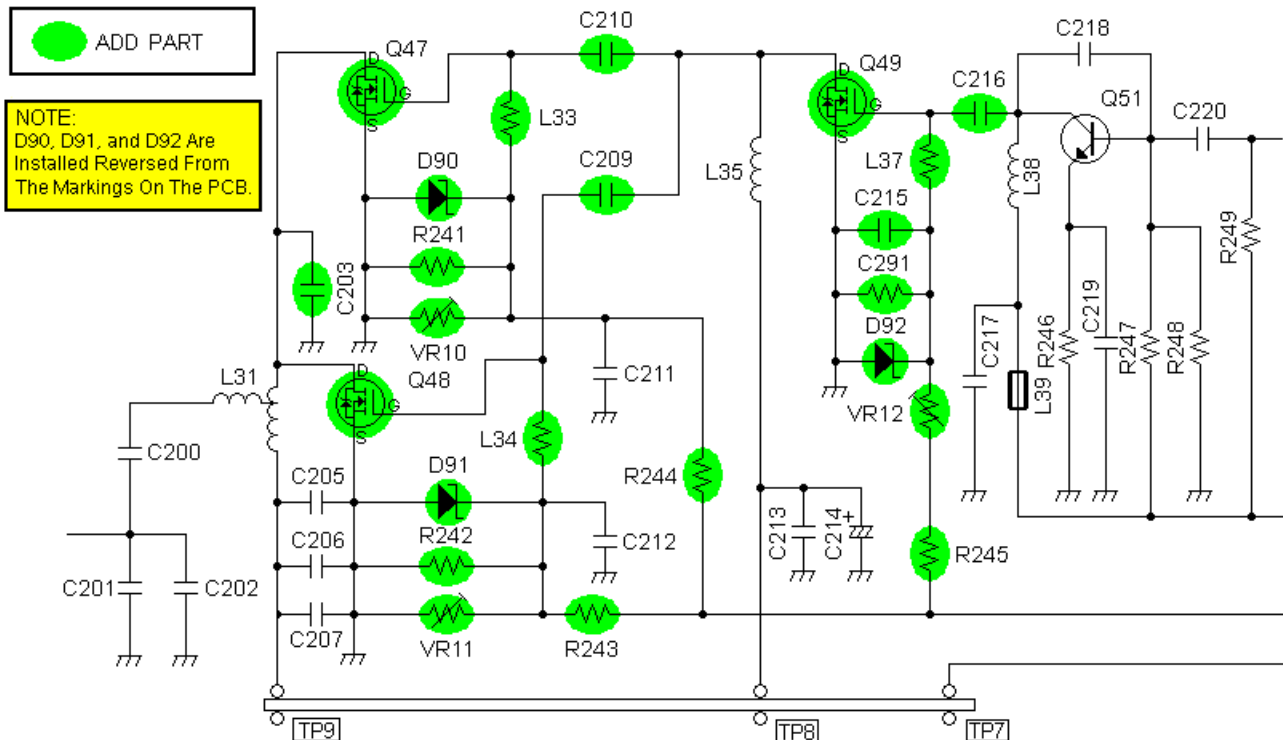 ADD PART
NOTE:
D90, D91, and D92 Are
Installed Reversed From
The Markings On The PCB.
Q47
D
G
S
C210
L33
D90
C209
R241
C203
VR10
Q48
D
G
S
L31
C200
C211
L34
R244
C205
D91
R242
C206
C212
C201
C202
C207
VR11
R243
L35
Q49
D
G
S
C216
L37
C215
C291
D92
VR12
C213
C214
+
R245
C218
Q51
C220
L38
R249
C217
R246
C219
R247
R248
L39
TP9
TP8
TP7